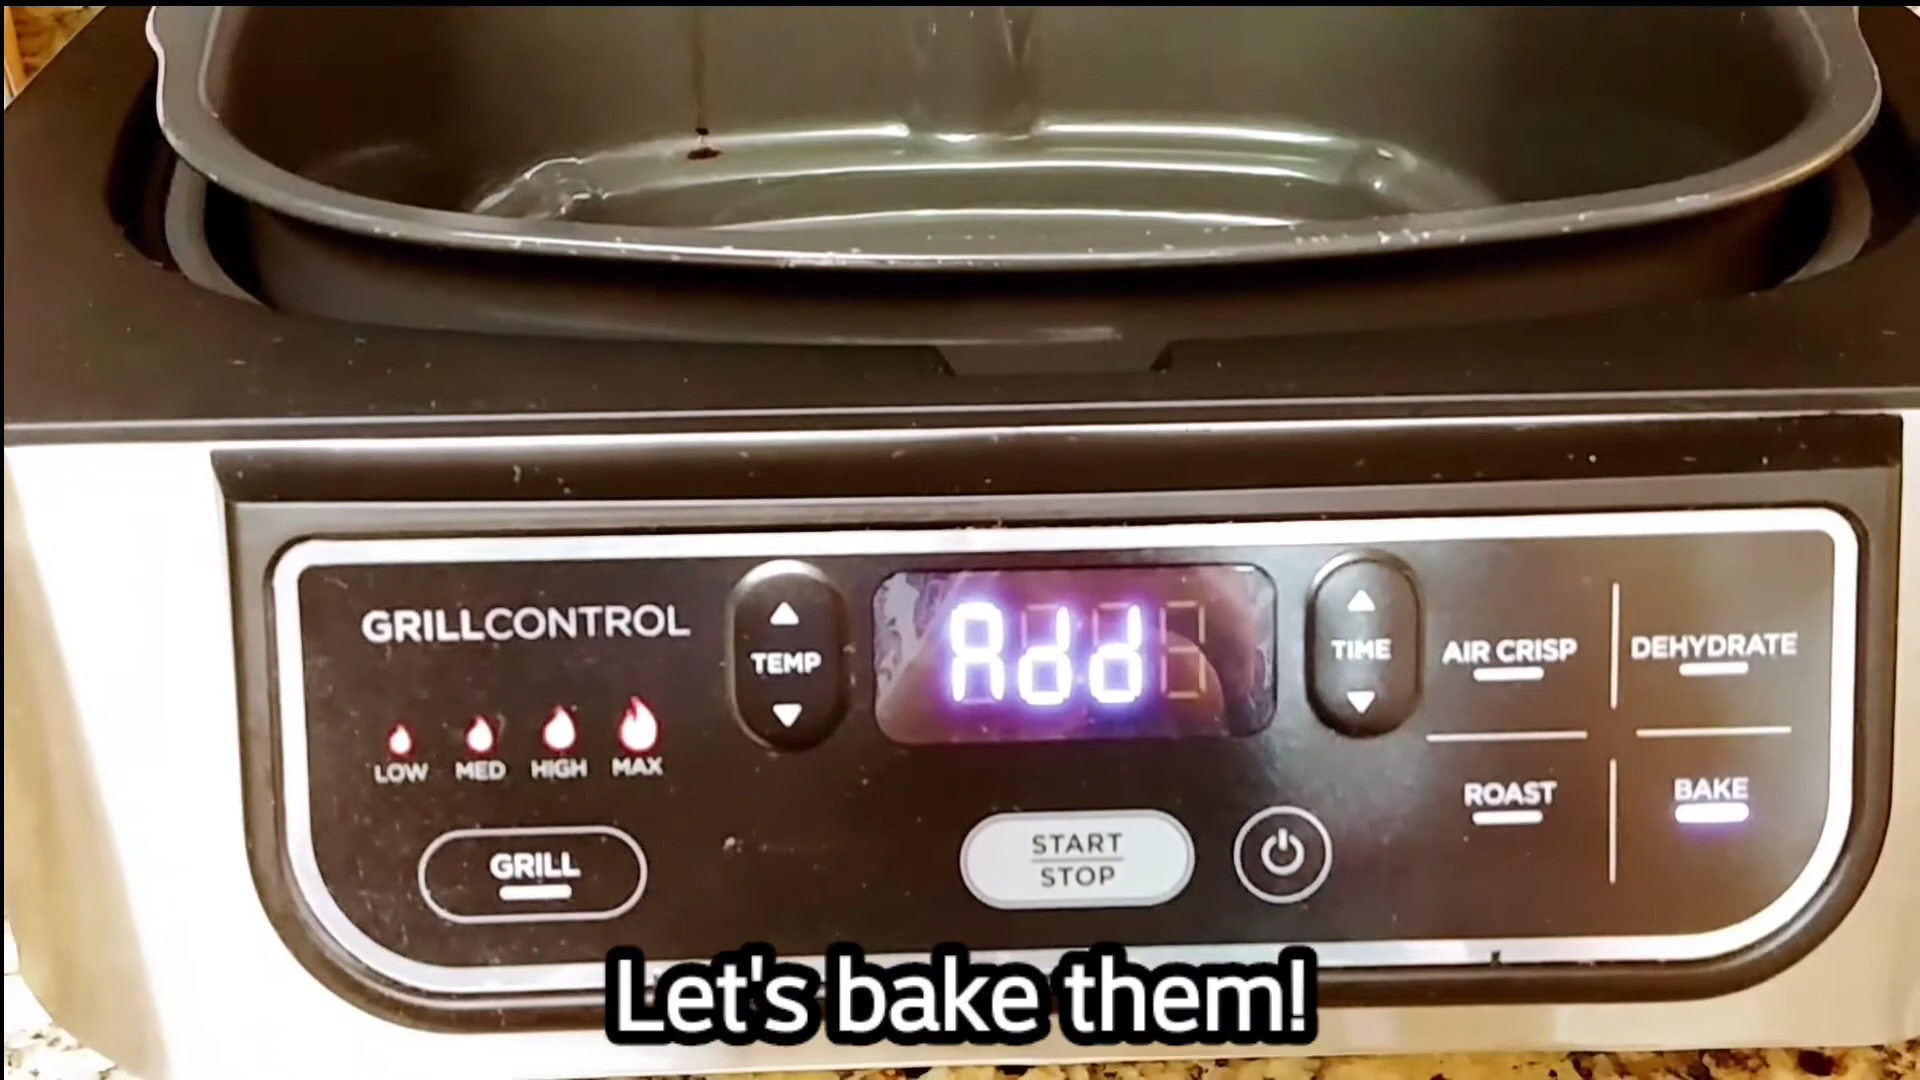 GRILLCONTROL
LOW MED HIGH MAX
GRILL
TEMP
Add
TIME
START
STOP
AIR CRISP
DEHYDRATE
ROAST
BAKE
Let's bake them!